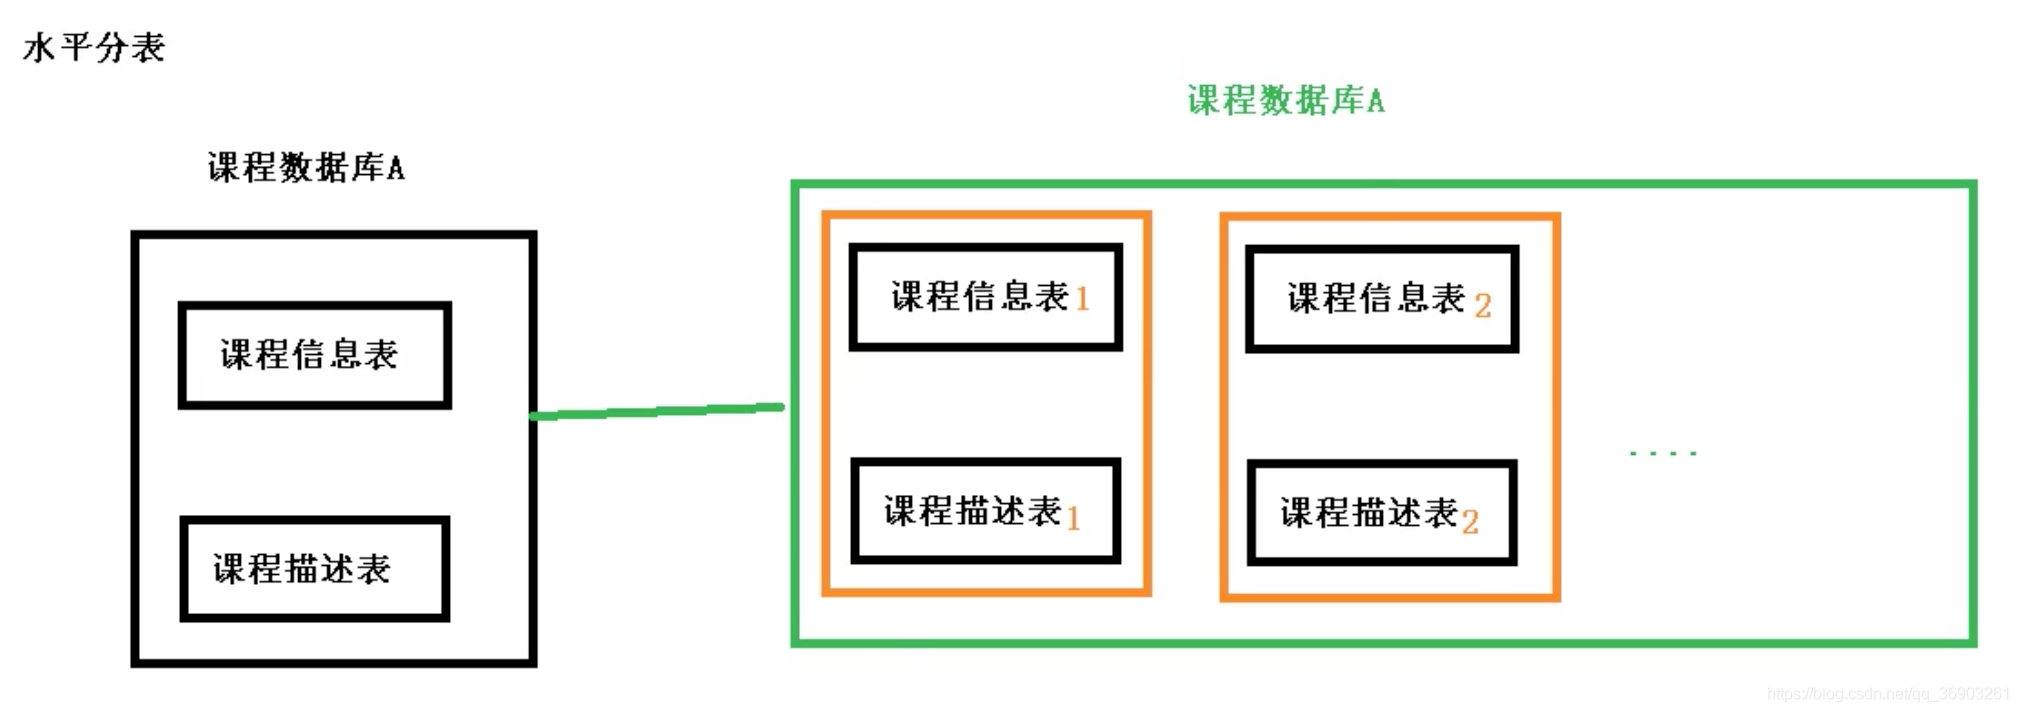 水平分表
课程数据库A
课程数据库A
课程信息表
课程描述表
课程信息表1
课程描述表1
课程信息表2
课程描述表2
....
https://blog.csdn.net/qq_36903261